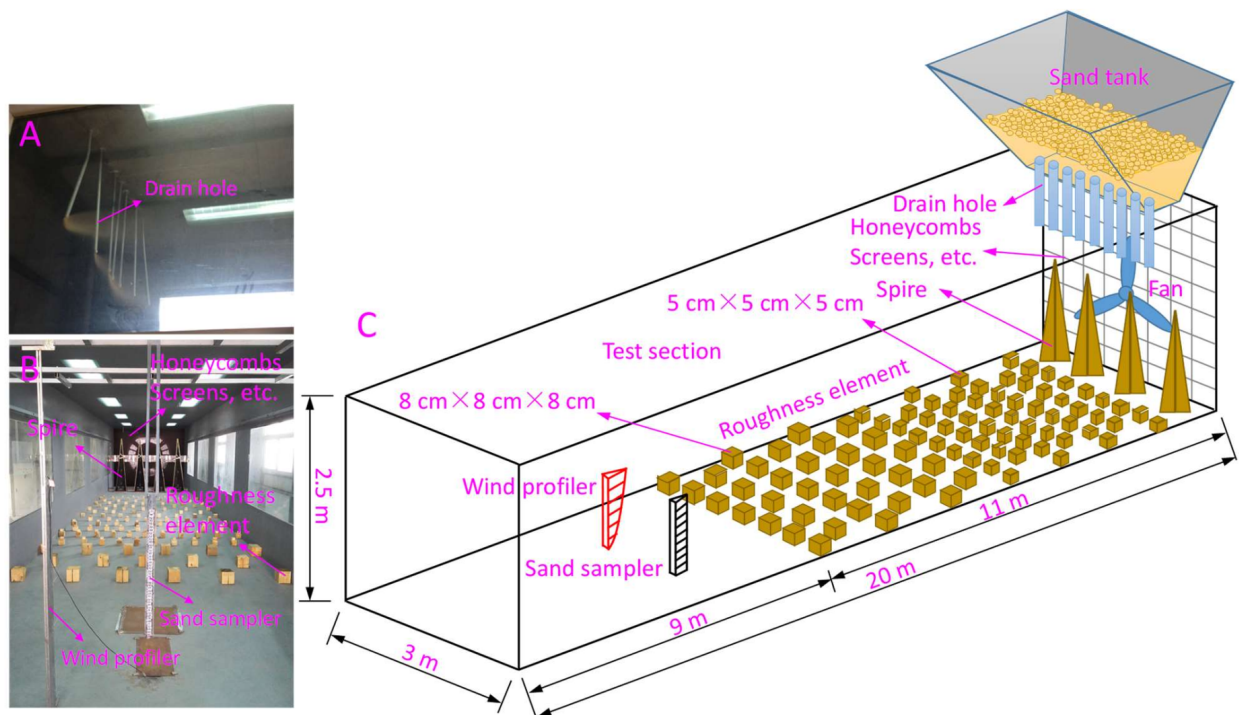 A
Drain hole
B
Honeycombs
Screens, etc.
Spire
Roughness
element
Sand sampler
Wind profiler
C
Sand tank
Drain hole
Honeycombs
Screens, etc.
Spire
Fan
5 cm×5 cm×5 cm
Test section
8 cm×8 cm×8 cm
Roughness element
Wind profiler
Sand sampler
2.5 m
3 m
9 m
11 m
20 m